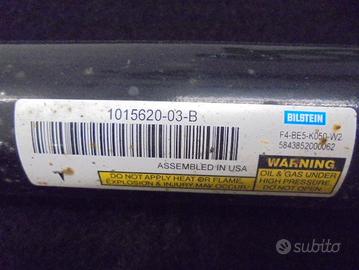 1015620-03-B
ASSEMBLED IN USA
DO NOT APPLY HEAT OR FLAME,
EXPLOSION & INJURY MAY OCCUR.
BILSTEIN
F4-BE5-K050-W2
5843852000062
WARNING
OIL & GAS UNDER
HIGH PRESSURE.
DO NOT OPEN.
subito